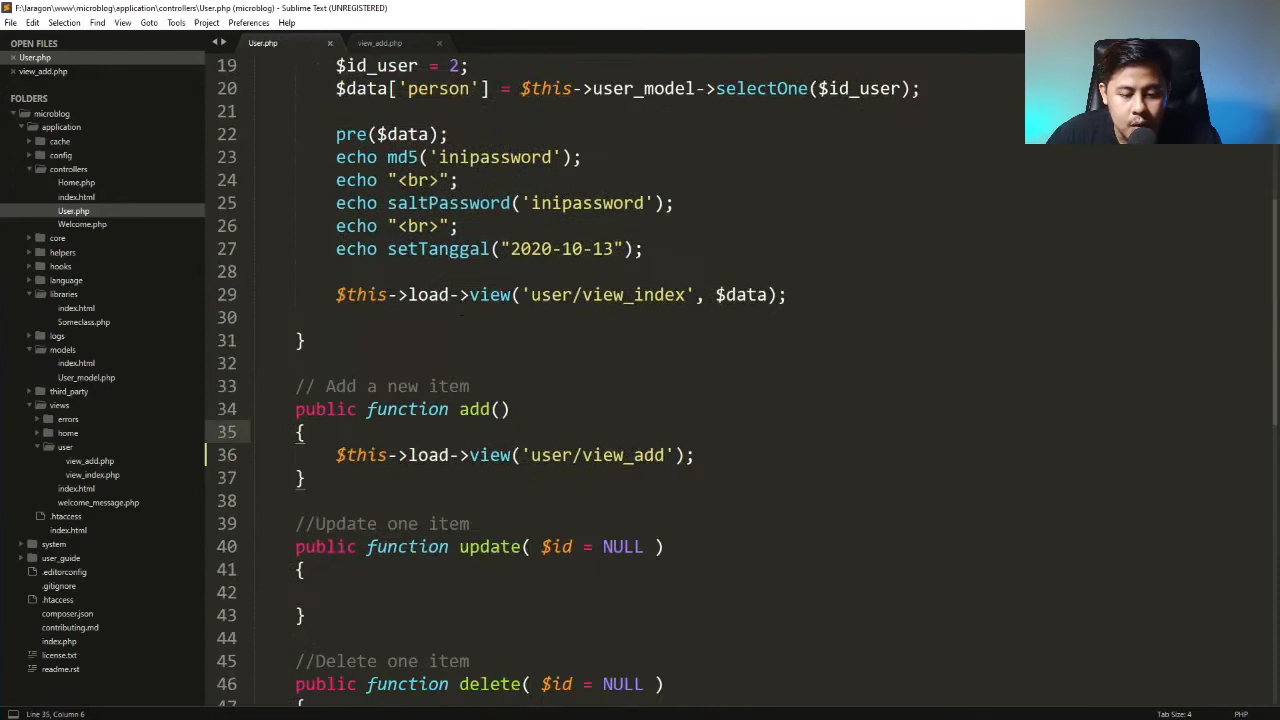 F:\laragon\www\microblog\application\controllers\User.php (microblog) - Sublime Text (UNREGISTERED)
File Edit Selection Find View Goto Tools Project Preferences Help
OPEN FILES
User.php
view_add.php
FOLDERS
microblog
application
cache
config
controllers
Home.php
index.html
User.php
Welcome.php
core
helpers
hooks
language
libraries
index.html
Someclass.php
logs
models
index.html
User_model.php
third_party
views
errors
home
user
view_add.php
view_index.php
index.html
welcome_message.php
.htaccess
index.html
system
user_guide
.editorconfig
.gitignore
.htaccess
composer.json
contributing.md
index.php
license.txt
readme.rst
User.php × view_add.php ×
19 $id_user = 2;
20 $data['person'] = $this->user_model->selectOne($id_user);
21
22 pre($data);
23 echo md5('inipassword');
24 echo "<br>";
25 echo saltPassword('inipassword');
26 echo "<br>";
27 echo setTanggal("2020-10-13");
28
29 $this->load->view('user/view_index', $data);
30
31 }
32
33 // Add a new item
34 public function add()
35 {
36 $this->load->view('user/view_add');
37 }
38
39 //Update one item
40 public function update( $id = NULL )
41 {
42
43 }
44
45 //Delete one item
46 public function delete( $id = NULL )
47 {
Line 35, Column 6 Tab Size: 4 PHP